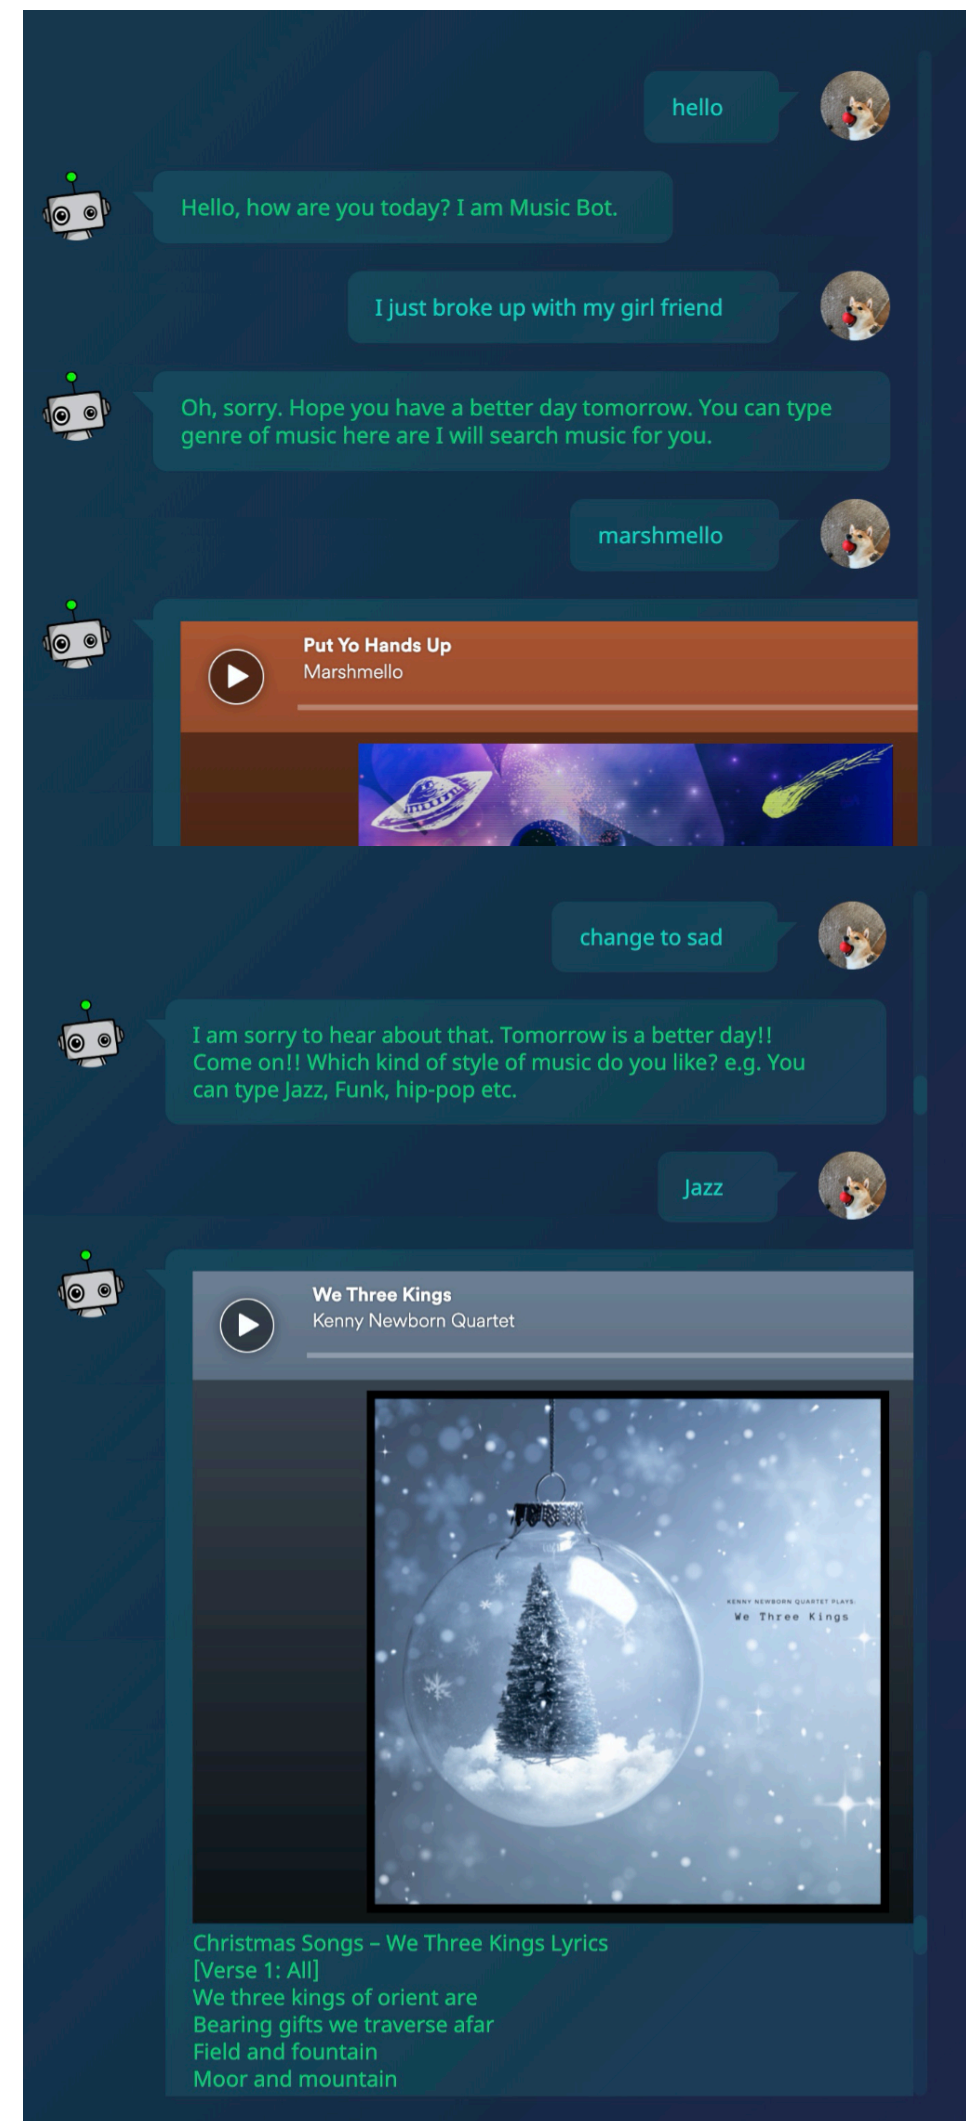 hello
Hello, how are you today? I am Music Bot.
I just broke up with my girl friend
Oh, sorry. Hope you have a better day tomorrow. You can type
genre of music here are I will search music for you.
marshmello
Put Yo Hands Up
Marshmello
change to sad
I am sorry to hear about that. Tomorrow is a better day!!
Come on!! Which kind of style of music do you like? e.g. You
can type Jazz, Funk, hip-pop etc.
Jazz
We Three Kings
Kenny Newborn Quartet
KENNY NEWBORN QUARTET PLAYS:
We Three Kings
Christmas Songs – We Three Kings Lyrics
[Verse 1: All]
We three kings of orient are
Bearing gifts we traverse afar
Field and fountain
Moor and mountain